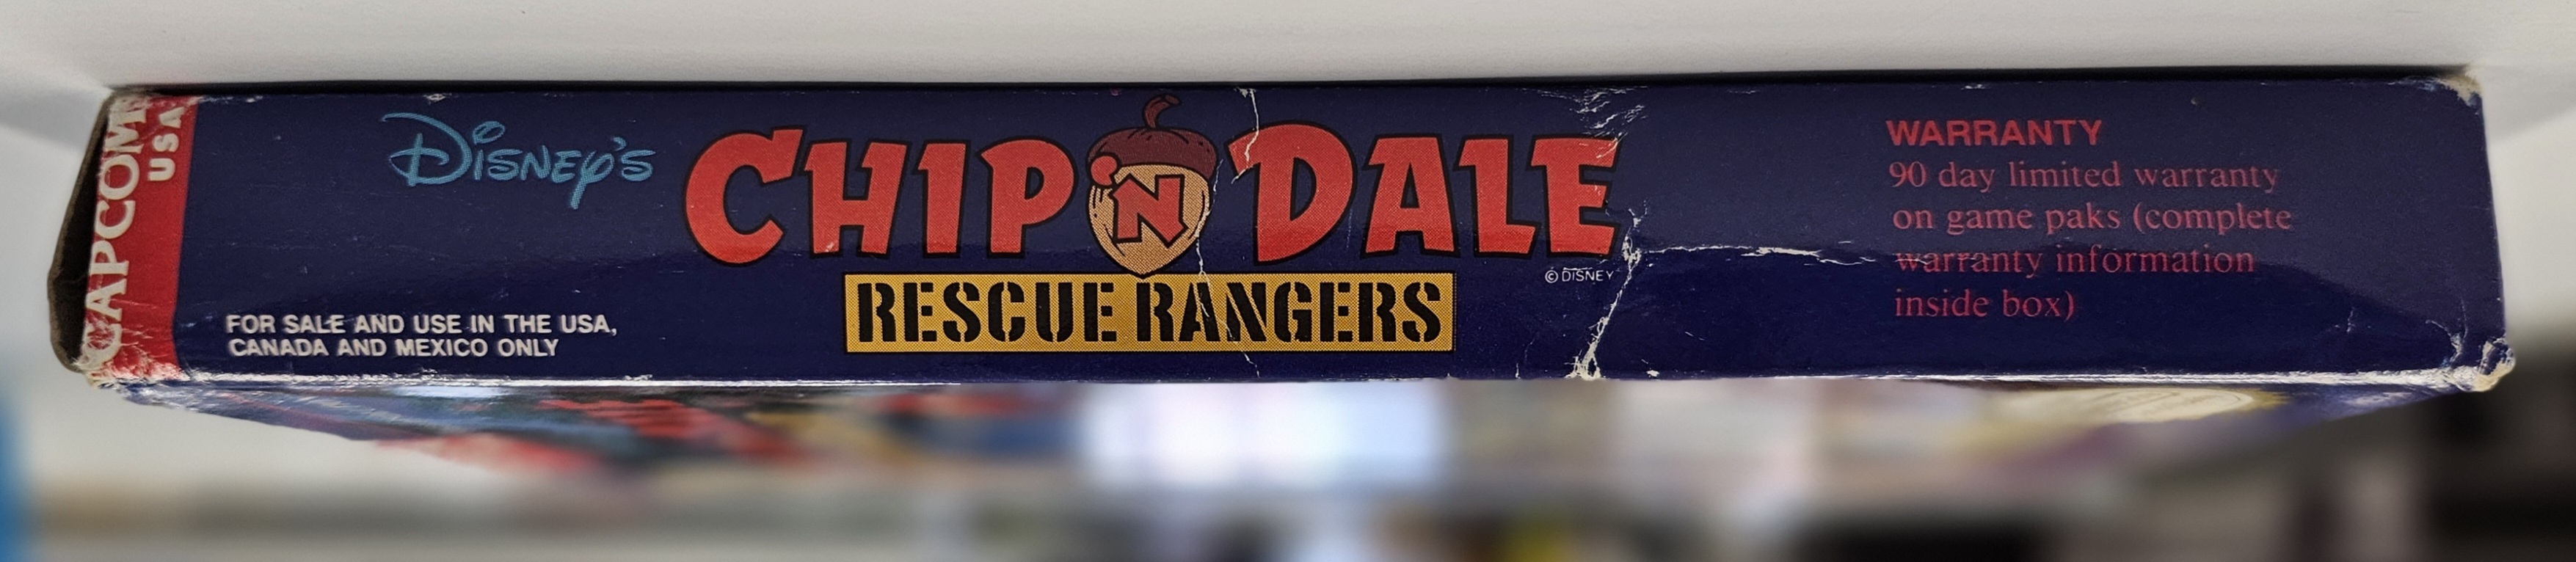 CAPCOM
USA
Disney's
CHIP 'N DALE
RESCUE RANGERS
© DISNEY
FOR SALE AND USE IN THE USA,
CANADA AND MEXICO ONLY
WARRANTY
90 day limited warranty
on game paks (complete
warranty information
inside box)